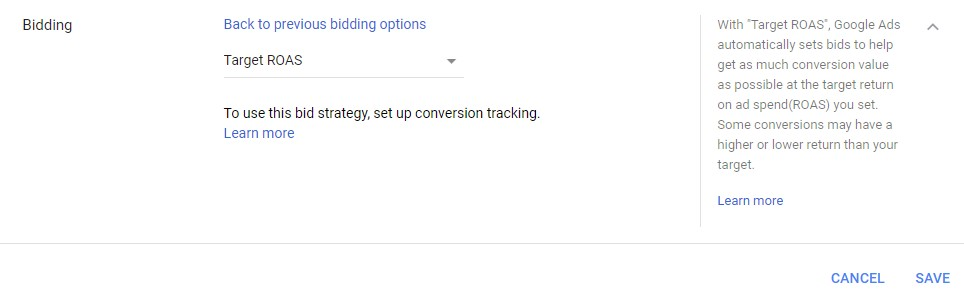 Bidding
Back to previous bidding options
Target ROAS
To use this bid strategy, set up conversion tracking.
Learn more
With "Target ROAS", Google Ads
automatically sets bids to help
get as much conversion value
as possible at the target return
on ad spend(ROAS) you set.
Some conversions may have a
higher or lower return than your
target.
Learn more
CANCEL
SAVE